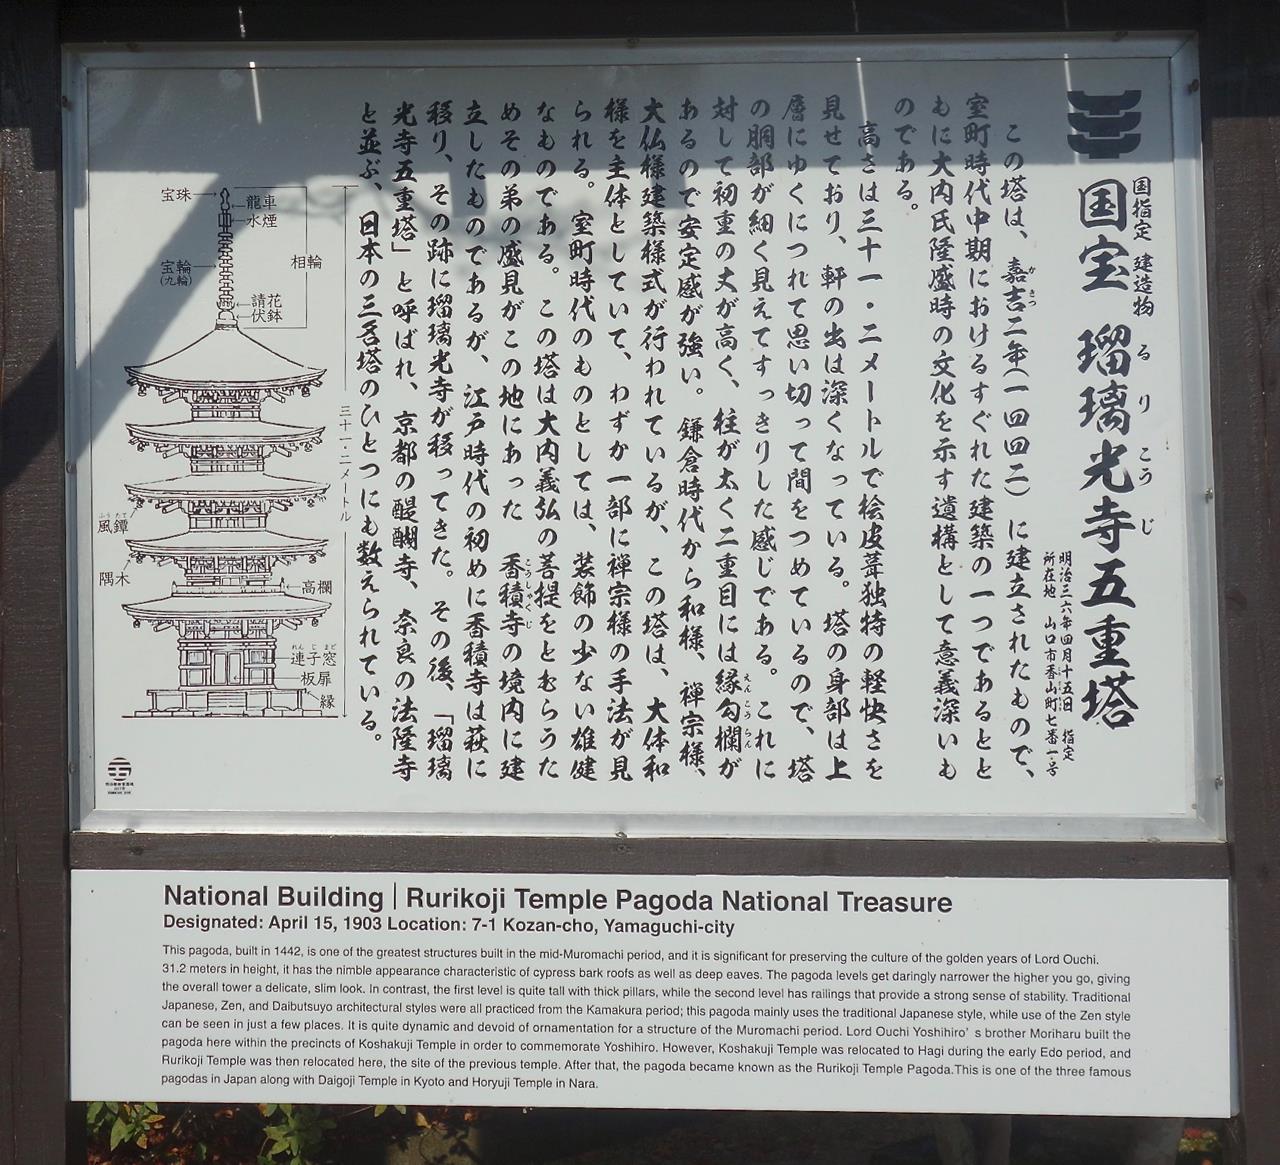 国指定 建造物
国宝 瑠璃光寺五重塔
るりこうじ
明治三六年四月十五日 指定
所在地 山口市香山町七番一号
この塔は、嘉吉二年(一四四二)に建立されたもので、
かきつ
室町時代中期におけるすぐれた建築の一つであるとと
もに大内氏隆盛時の文化を示す遺構として意義深いも
のである。
高さは三十一・二メートルで桧皮葺独特の軽快さを
見せており、軒の出は深くなっている。塔の身部は上
層にゆくにつれて思い切って間をつめているので、塔
の胴部が細く見えてすっきりした感じである。これに
対して初重の丈が高く、柱が太く二重目には縁勾欄が
えんこうらん
あるので安定感が強い。鎌倉時代から和様、禅宗様、
大仏様建築様式が行われているが、この塔は、大体和
様を主体としていて、わずか一部に禅宗様の手法が見
られる。室町時代のものとしては、装飾の少ない雄健
なものである。この塔は大内義弘の菩提をとむらうた
めその弟の盛見がこの地にあった香積寺の境内に建
こうしゃくじ
立したものであるが、江戸時代の初めに香積寺は萩に
移り、その跡に瑠璃光寺が移ってきた。その後、「瑠璃
光寺五重塔」と呼ばれ、京都の醍醐寺、奈良の法隆寺
と並ぶ、日本の三名塔のひとつにも数えられている。
宝珠
龍車
水煙
宝輪
(九輪)
相輪
請花
伏鉢
三十一・二メートル
風鐸
ふうたく
隅木
高欄
連子窓
れんじまど
板扉
縁
National Building | Rurikoji Temple Pagoda National Treasure
Designated: April 15, 1903 Location: 7-1 Kozan-cho, Yamaguchi-city
This pagoda, built in 1442, is one of the greatest structures built in the mid-Muromachi period, and it is significant for preserving the culture of the golden years of Lord Ouchi.
31.2 meters in height, it has the nimble appearance characteristic of cypress bark roofs as well as deep eaves. The pagoda levels get daringly narrower the higher you go, giving
the overall tower a delicate, slim look. In contrast, the first level is quite tall with thick pillars, while the second level has railings that provide a strong sense of stability. Traditional
Japanese, Zen, and Daibutsuyo architectural styles were all practiced from the Kamakura period; this pagoda mainly uses the traditional Japanese style, while use of the Zen style
can be seen in just a few places. It is quite dynamic and devoid of ornamentation for a structure of the Muromachi period. Lord Ouchi Yoshihiro' s brother Moriharu built the
pagoda here within the precincts of Koshakuji Temple in order to commemorate Yoshihiro. However, Koshakuji Temple was relocated to Hagi during the early Edo period, and
Rurikoji Temple was then relocated here, the site of the previous temple. After that, the pagoda became known as the Rurikoji Temple Pagoda.This is one of the three famous
pagodas in Japan along with Daigoji Temple in Kyoto and Horyuji Temple in Nara.